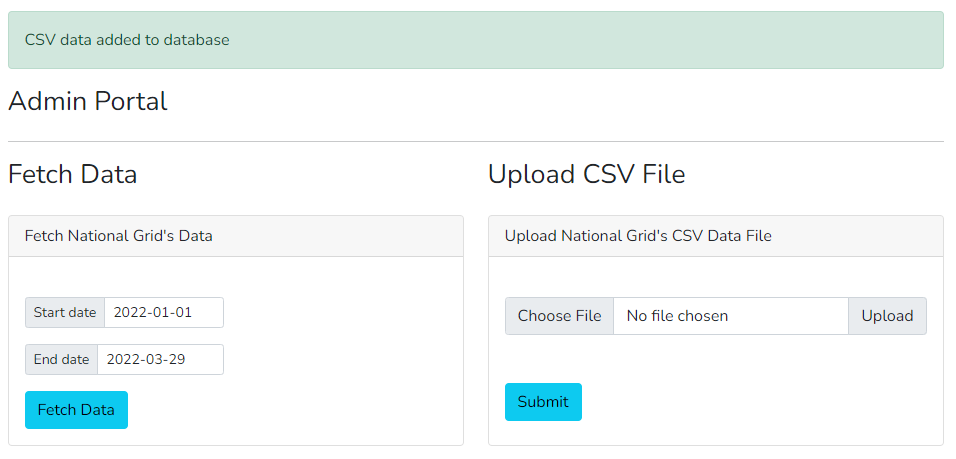 CSV data added to database
Admin Portal
Fetch Data
Fetch National Grid's Data
Start date 2022-01-01
End date 2022-03-29
Fetch Data
Upload CSV File
Upload National Grid's CSV Data File
Choose File No file chosen Upload
Submit